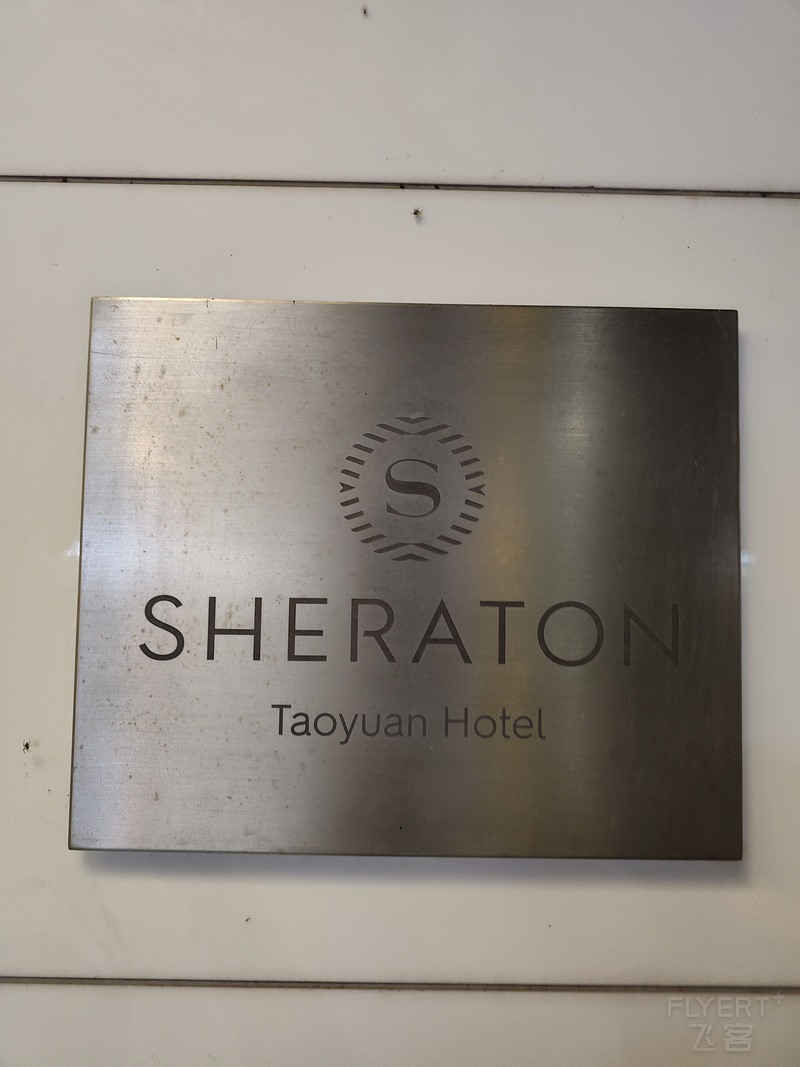 S
SHERATON
Taoyuan Hotel
FLYERT+
飞客